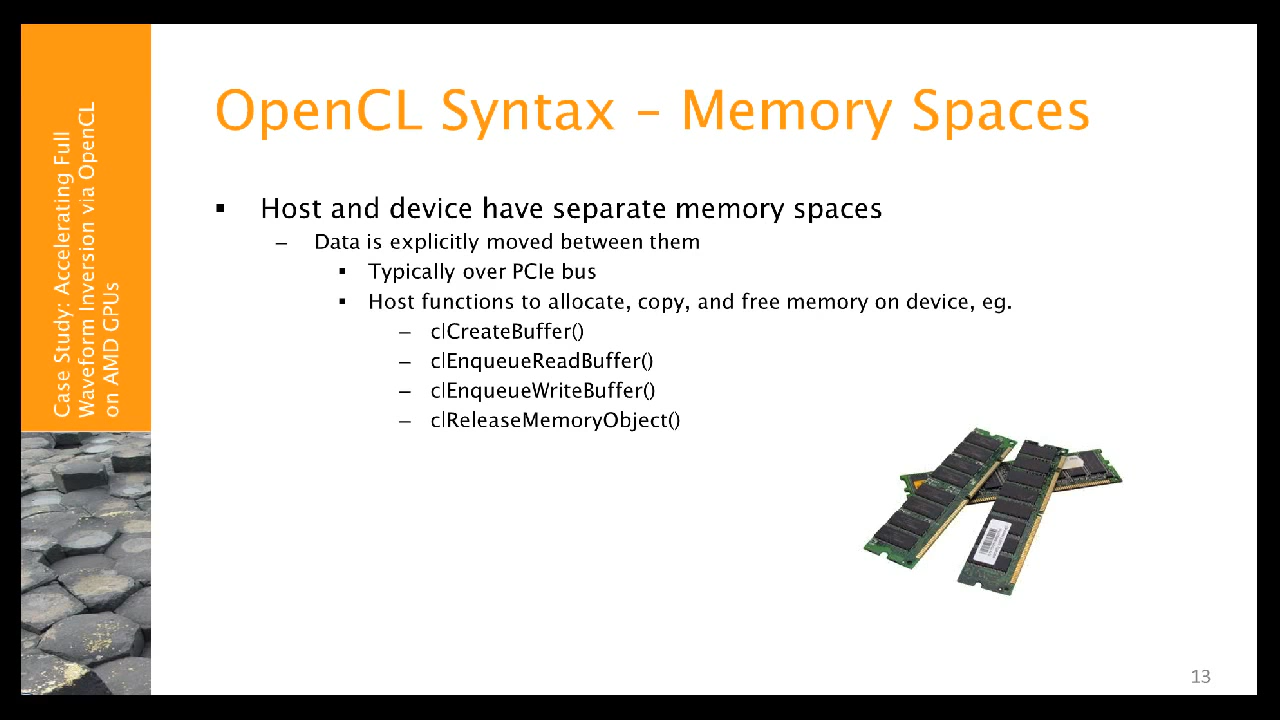 Case Study: Accelerating Full
Waveform Inversion via OpenCL
on AMD GPUs
OpenCL Syntax – Memory Spaces
▪ Host and device have separate memory spaces
– Data is explicitly moved between them
▪ Typically over PCIe bus
▪ Host functions to allocate, copy, and free memory on device, eg.
– clCreateBuffer()
– clEnqueueReadBuffer()
– clEnqueueWriteBuffer()
– clReleaseMemoryObject()
13